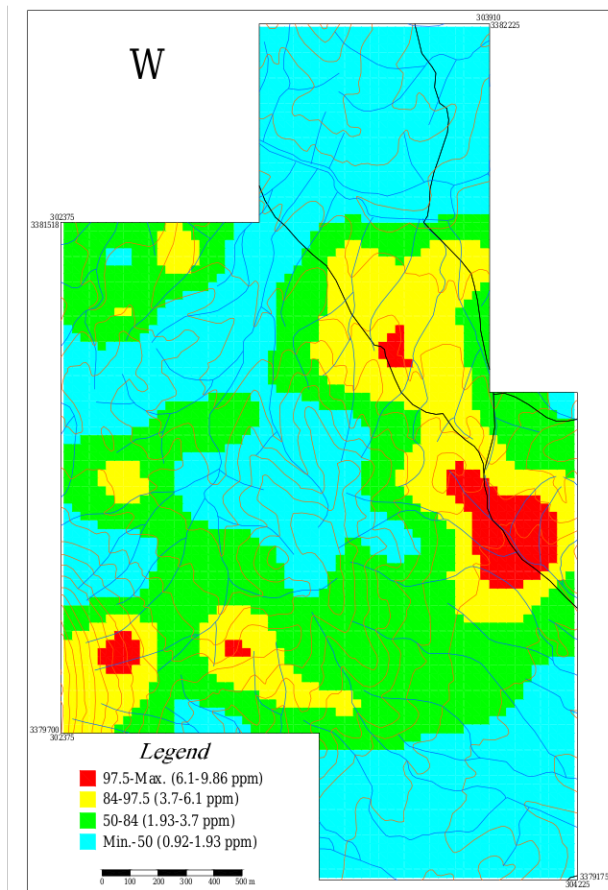 303910
3382225
W
302375
3381518
3379700
302375
Legend
97.5-Max. (6.1-9.86 ppm)
84-97.5 (3.7-6.1 ppm)
50-84 (1.93-3.7 ppm)
Min.-50 (0.92-1.93 ppm)
0 100 200 300 400 500 m
3379175
304225